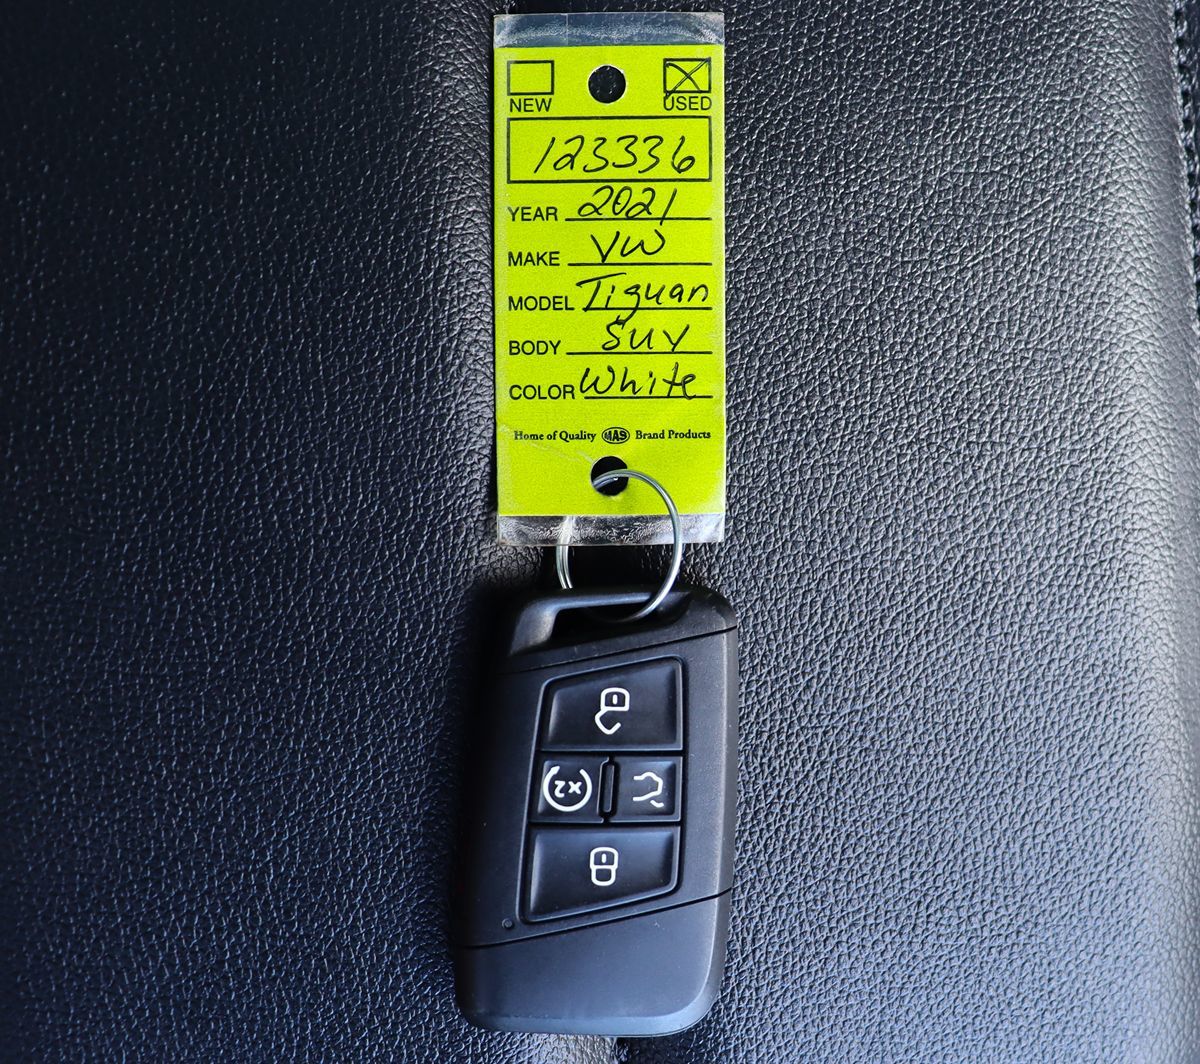 NEW USED
123336
YEAR 2021
MAKE VW
MODEL Tiguan
BODY SUV
COLOR White
Home of Quality MAS Brand Products
2x